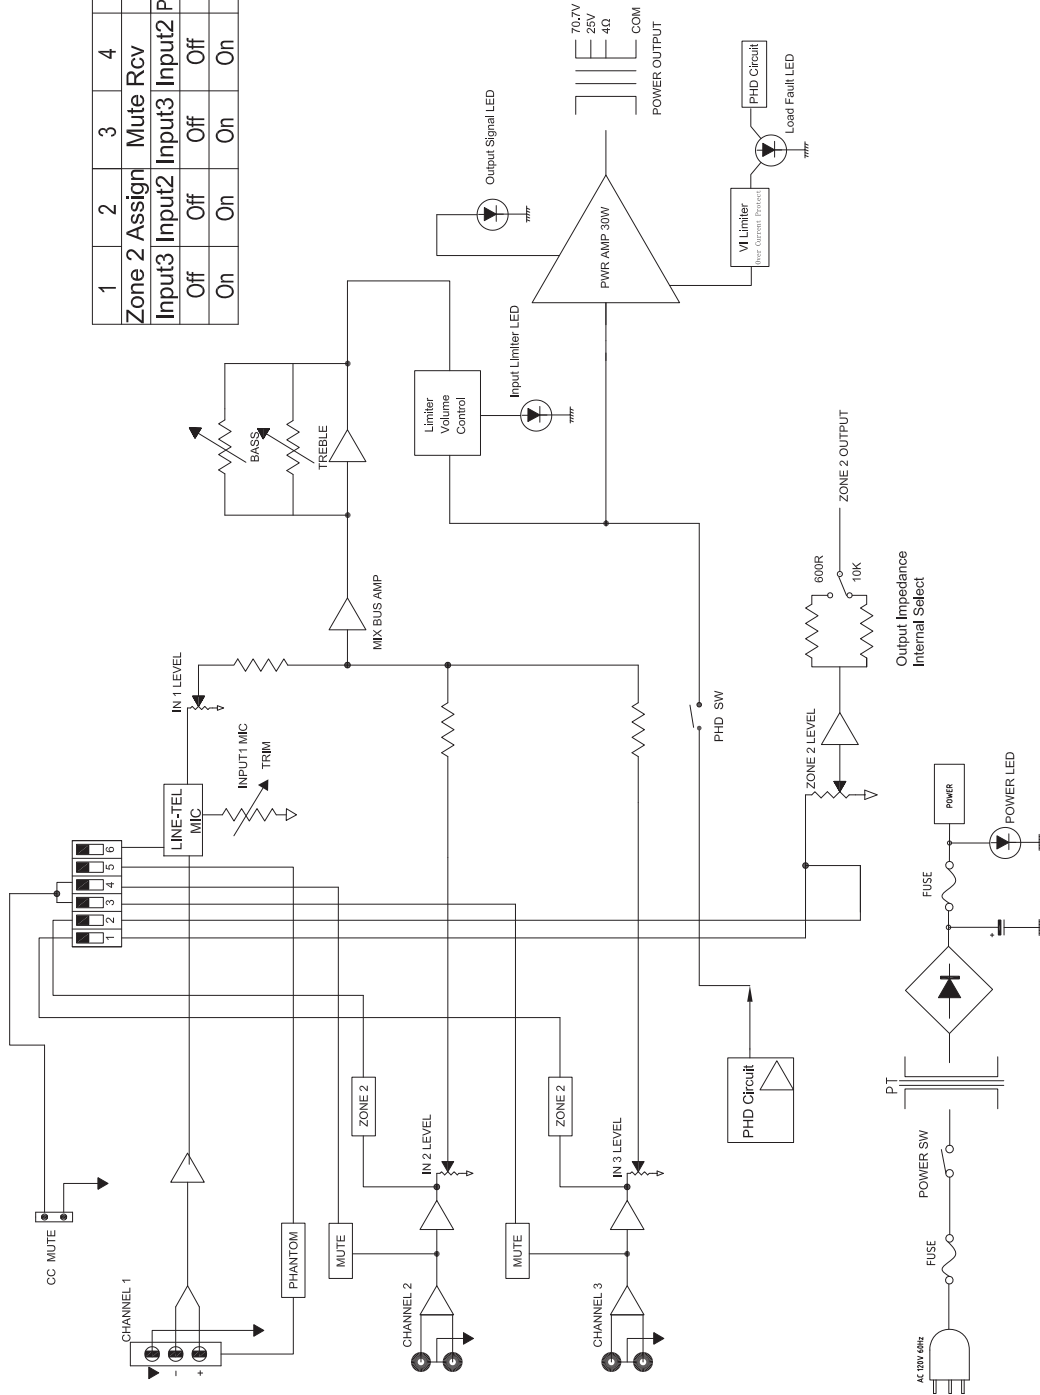 1 2 3 4
Zone 2 Assign Mute Rcv
Input3 Input2 Input3 Input2 P
Off Off Off Off
On On On On
70.7V
25V
4Ω
COM
POWER OUTPUT
Output Signal LED
PWR AMP 30W
PHD Circuit
Load Fault LED
VI Limiter
Over Current Protect
BASS
TREBLE
Limiter
Volume
Control
Input LImiter LED
MIX BUS AMP
ZONE 2 OUTPUT
600R
10K
Output Impedance
Internal Select
IN 1 LEVEL
INPUT1 MIC
TRIM
LINE-TEL
MIC
PHD SW
ZONE 2 LEVEL
1 2 3 4 5 6
POWER
POWER LED
FUSE
+
CC MUTE
ZONE 2
IN 2 LEVEL
ZONE 2
IN 3 LEVEL
PHD Circuit
PT
POWER SW
FUSE
CHANNEL 1
-
+
PHANTOM
MUTE
CHANNEL 2
MUTE
CHANNEL 3
AC 120V 60Hz